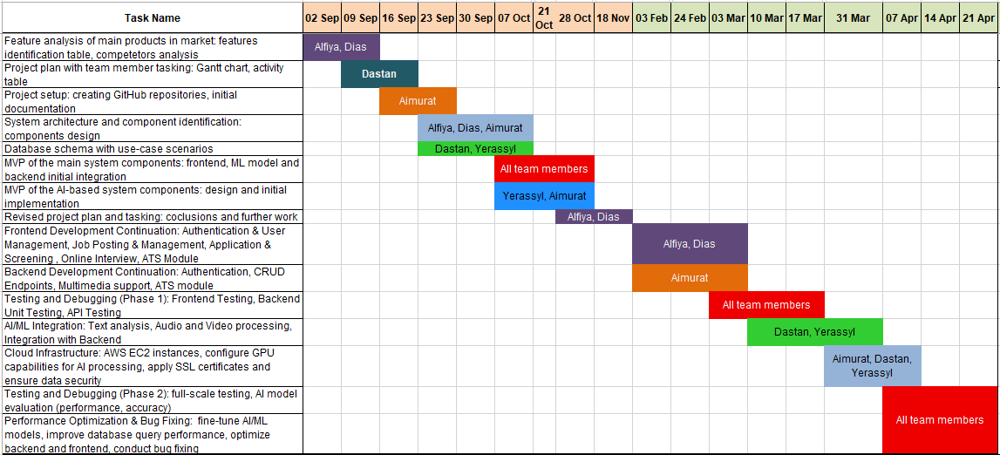 Task Name 02 Sep 09 Sep 16 Sep 23 Sep 30 Sep 07 Oct 21 Oct 28 Oct 18 Nov 03 Feb 24 Feb 03 Mar 10 Mar 17 Mar 31 Mar 07 Apr 14 Apr 21 Apr
Feature analysis of main products in market: features
identification table, competetors analysis
Alfiya, Dias
Project plan with team member tasking: Gantt chart, activity
table
Dastan
Project setup: creating GitHub repositories, initial
documentation
Aimurat
System architecture and component identification:
components design
Alfiya, Dias, Aimurat
Database schema with use-case scenarios
Dastan, Yerassyl
MVP of the main system components: frontend, ML model and
backend initial integration
All team members
MVP of the AI-based system components: design and initial
implementation
Yerassyl, Aimurat
Revised project plan and tasking: coclusions and further work
Alfiya, Dias
Frontend Development Continuation: Authentication & User
Management, Job Posting & Management, Application &
Screening , Online Interview, ATS Module
Alfiya, Dias
Backend Development Continuation: Authentication, CRUD
Endpoints, Multimedia support, ATS module
Aimurat
Testing and Debugging (Phase 1): Frontend Testing, Backend
Unit Testing, API Testing
All team members
AI/ML Integration: Text analysis, Audio and Video processing,
Integration with Backend
Dastan, Yerassyl
Cloud Infrastructure: AWS EC2 instances, configure GPU
capabilities for AI processing, apply SSL certificates and
ensure data security
Aimurat, Dastan,
Yerassyl
Testing and Debugging (Phase 2): full-scale testing, AI model
evaluation (performance, accuracy)
Performance Optimization & Bug Fixing: fine-tune AI/ML
models, improve database query performance, optimize
backend and frontend, conduct bug fixing
All team members